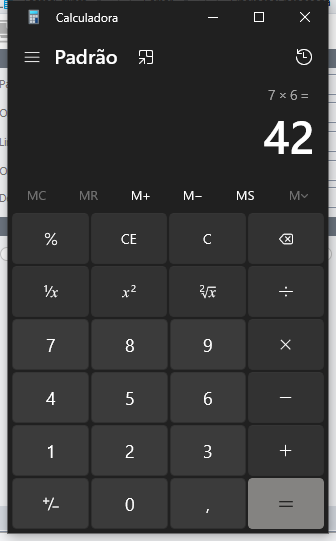 Calculadora
Padrão
7 × 6 =
42
MC MR M+ M− MS M˅
% CE C
¹/x x² ²√x ÷
7 8 9 ×
4 5 6 −
1 2 3 +
+/− 0 , =